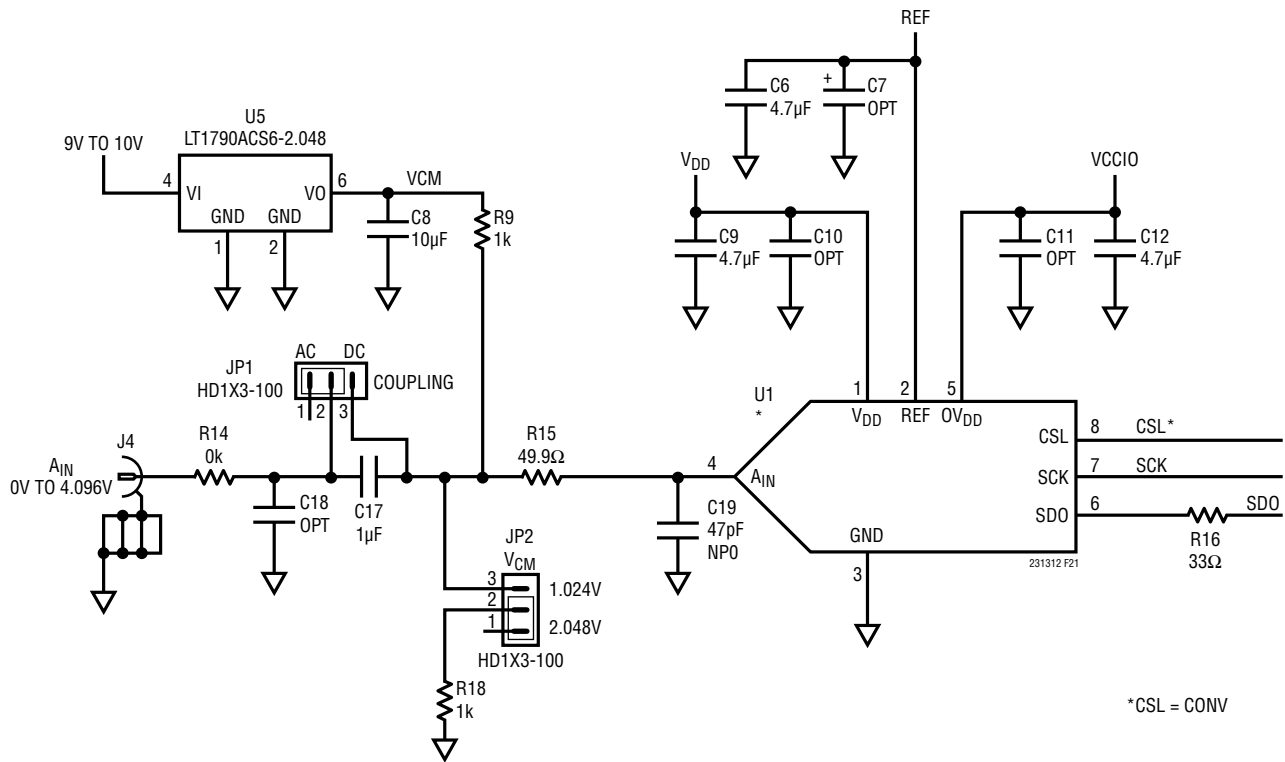 REF
C6
4.7µF
+
C7
OPT
U5
LT1790ACS6-2.048
9V TO 10V
4
VI
VO
6
GND
GND
1
2
VCM
C8
10µF
R9
1k
VDD
C9
4.7µF
C10
OPT
VCCIO
C11
OPT
C12
4.7µF
JP1
HD1X3-100
AC
DC
COUPLING
1
2
3
J4
AIN
0V TO 4.096V
R14
0k
C18
OPT
C17
1µF
R15
49.9Ω
JP2
VCM
3
2
1
1.024V
2.048V
HD1X3-100
R18
1k
C19
47pF
NP0
U1
*
1
2
5
VDD
REF
OVDD
4
AIN
CSL
8
CSL*
SCK
7
SCK
SDO
6
SDO
R16
33Ω
GND
3
231312 F21
*CSL = CONV